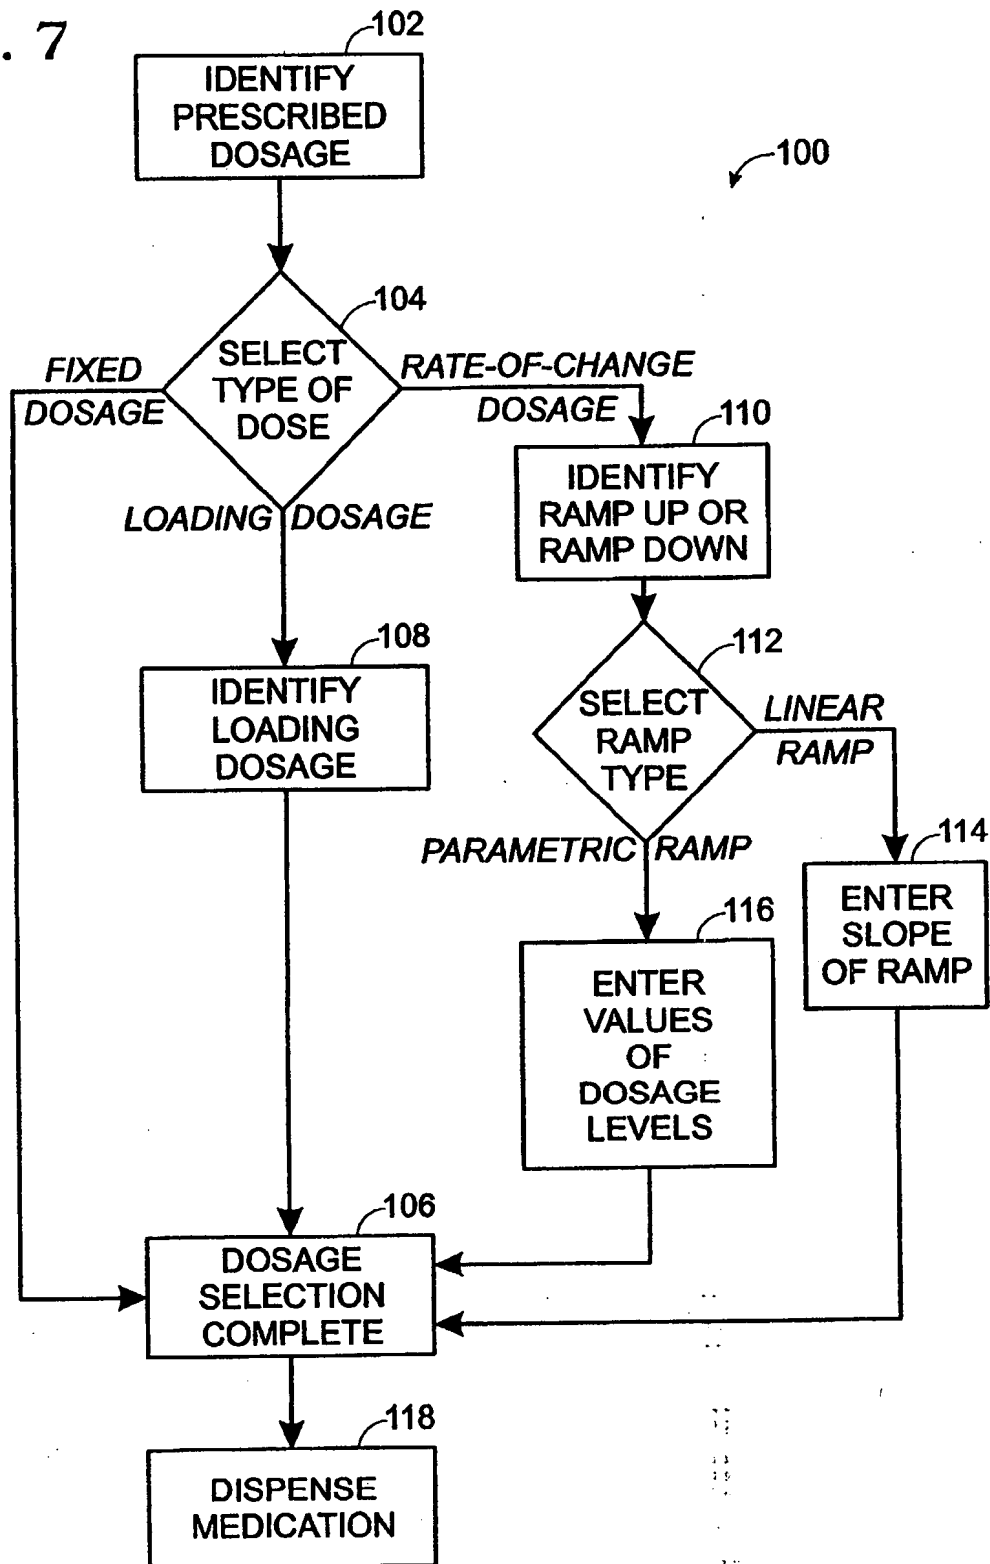 . 7
102
IDENTIFY
PRESCRIBED
DOSAGE
100
104
SELECT
TYPE OF
DOSE
FIXED
DOSAGE
RATE-OF-CHANGE
DOSAGE
LOADING DOSAGE
110
IDENTIFY
RAMP UP OR
RAMP DOWN
108
IDENTIFY
LOADING
DOSAGE
112
SELECT
RAMP
TYPE
LINEAR
RAMP
PARAMETRIC RAMP
114
ENTER
SLOPE
OF RAMP
116
ENTER
VALUES
OF
DOSAGE
LEVELS
106
DOSAGE
SELECTION
COMPLETE
118
DISPENSE
MEDICATION